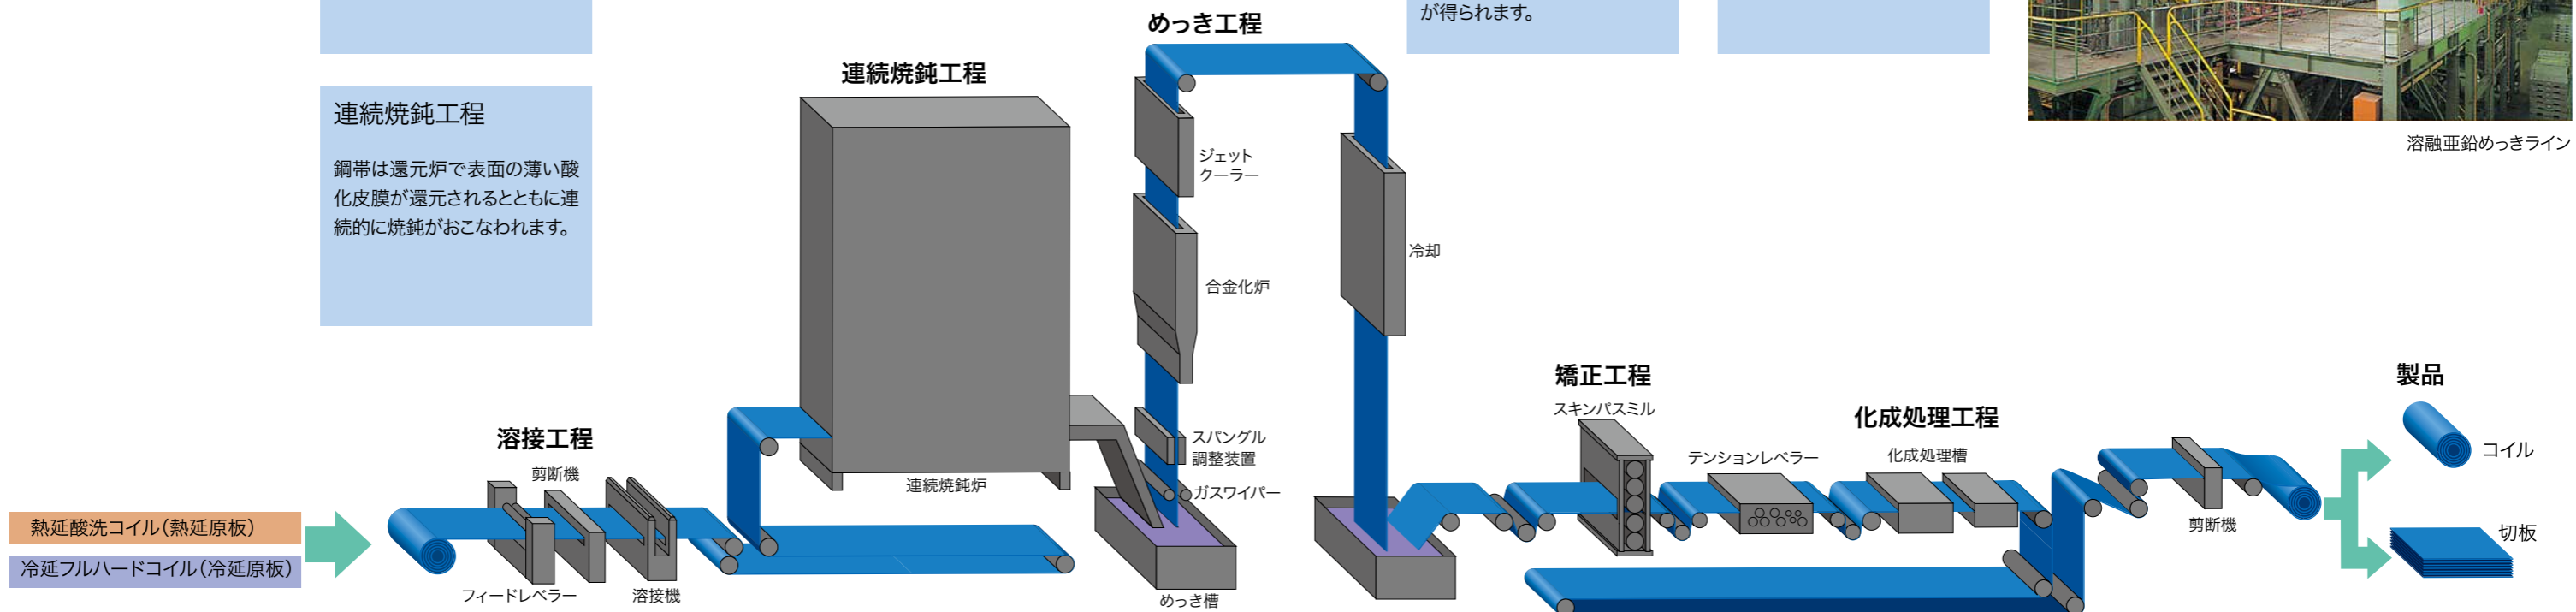 が得られます。
めっき工程
連続焼鈍工程
連続焼鈍工程
鋼帯は還元炉で表面の薄い酸
化皮膜が還元されるとともに連
続的に焼鈍がおこなわれます。
溶融亜鉛めっきライン
ジェット
クーラー
合金化炉
冷却
スパングル
調整装置
ガスワイパー
めっき槽
連続焼鈍炉
溶接工程
剪断機
フィードレベラー
溶接機
熱延酸洗コイル（熱延原板）
冷延フルハードコイル（冷延原板）
矯正工程
スキンパスミル
テンションレベラー
化成処理工程
化成処理槽
剪断機
製品
コイル
切板